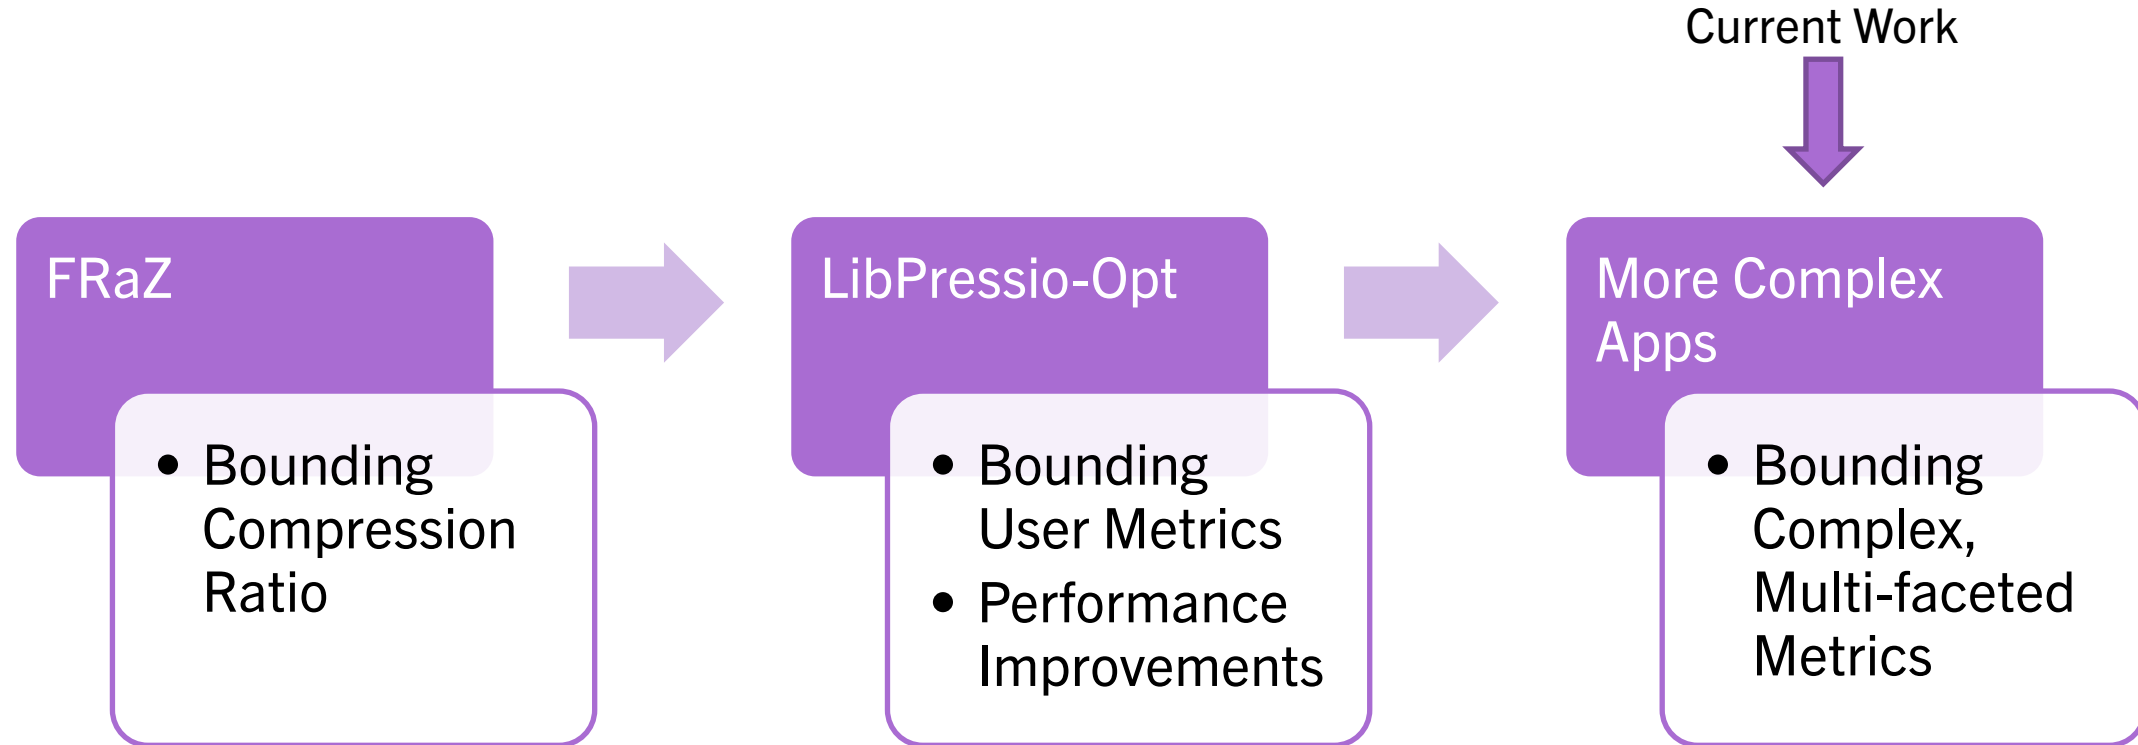 Current Work
FRaZ
• Bounding
Compression
Ratio
LibPressio-Opt
• Bounding
User Metrics
• Performance
Improvements
More Complex
Apps
• Bounding
Complex,
Multi-faceted
Metrics